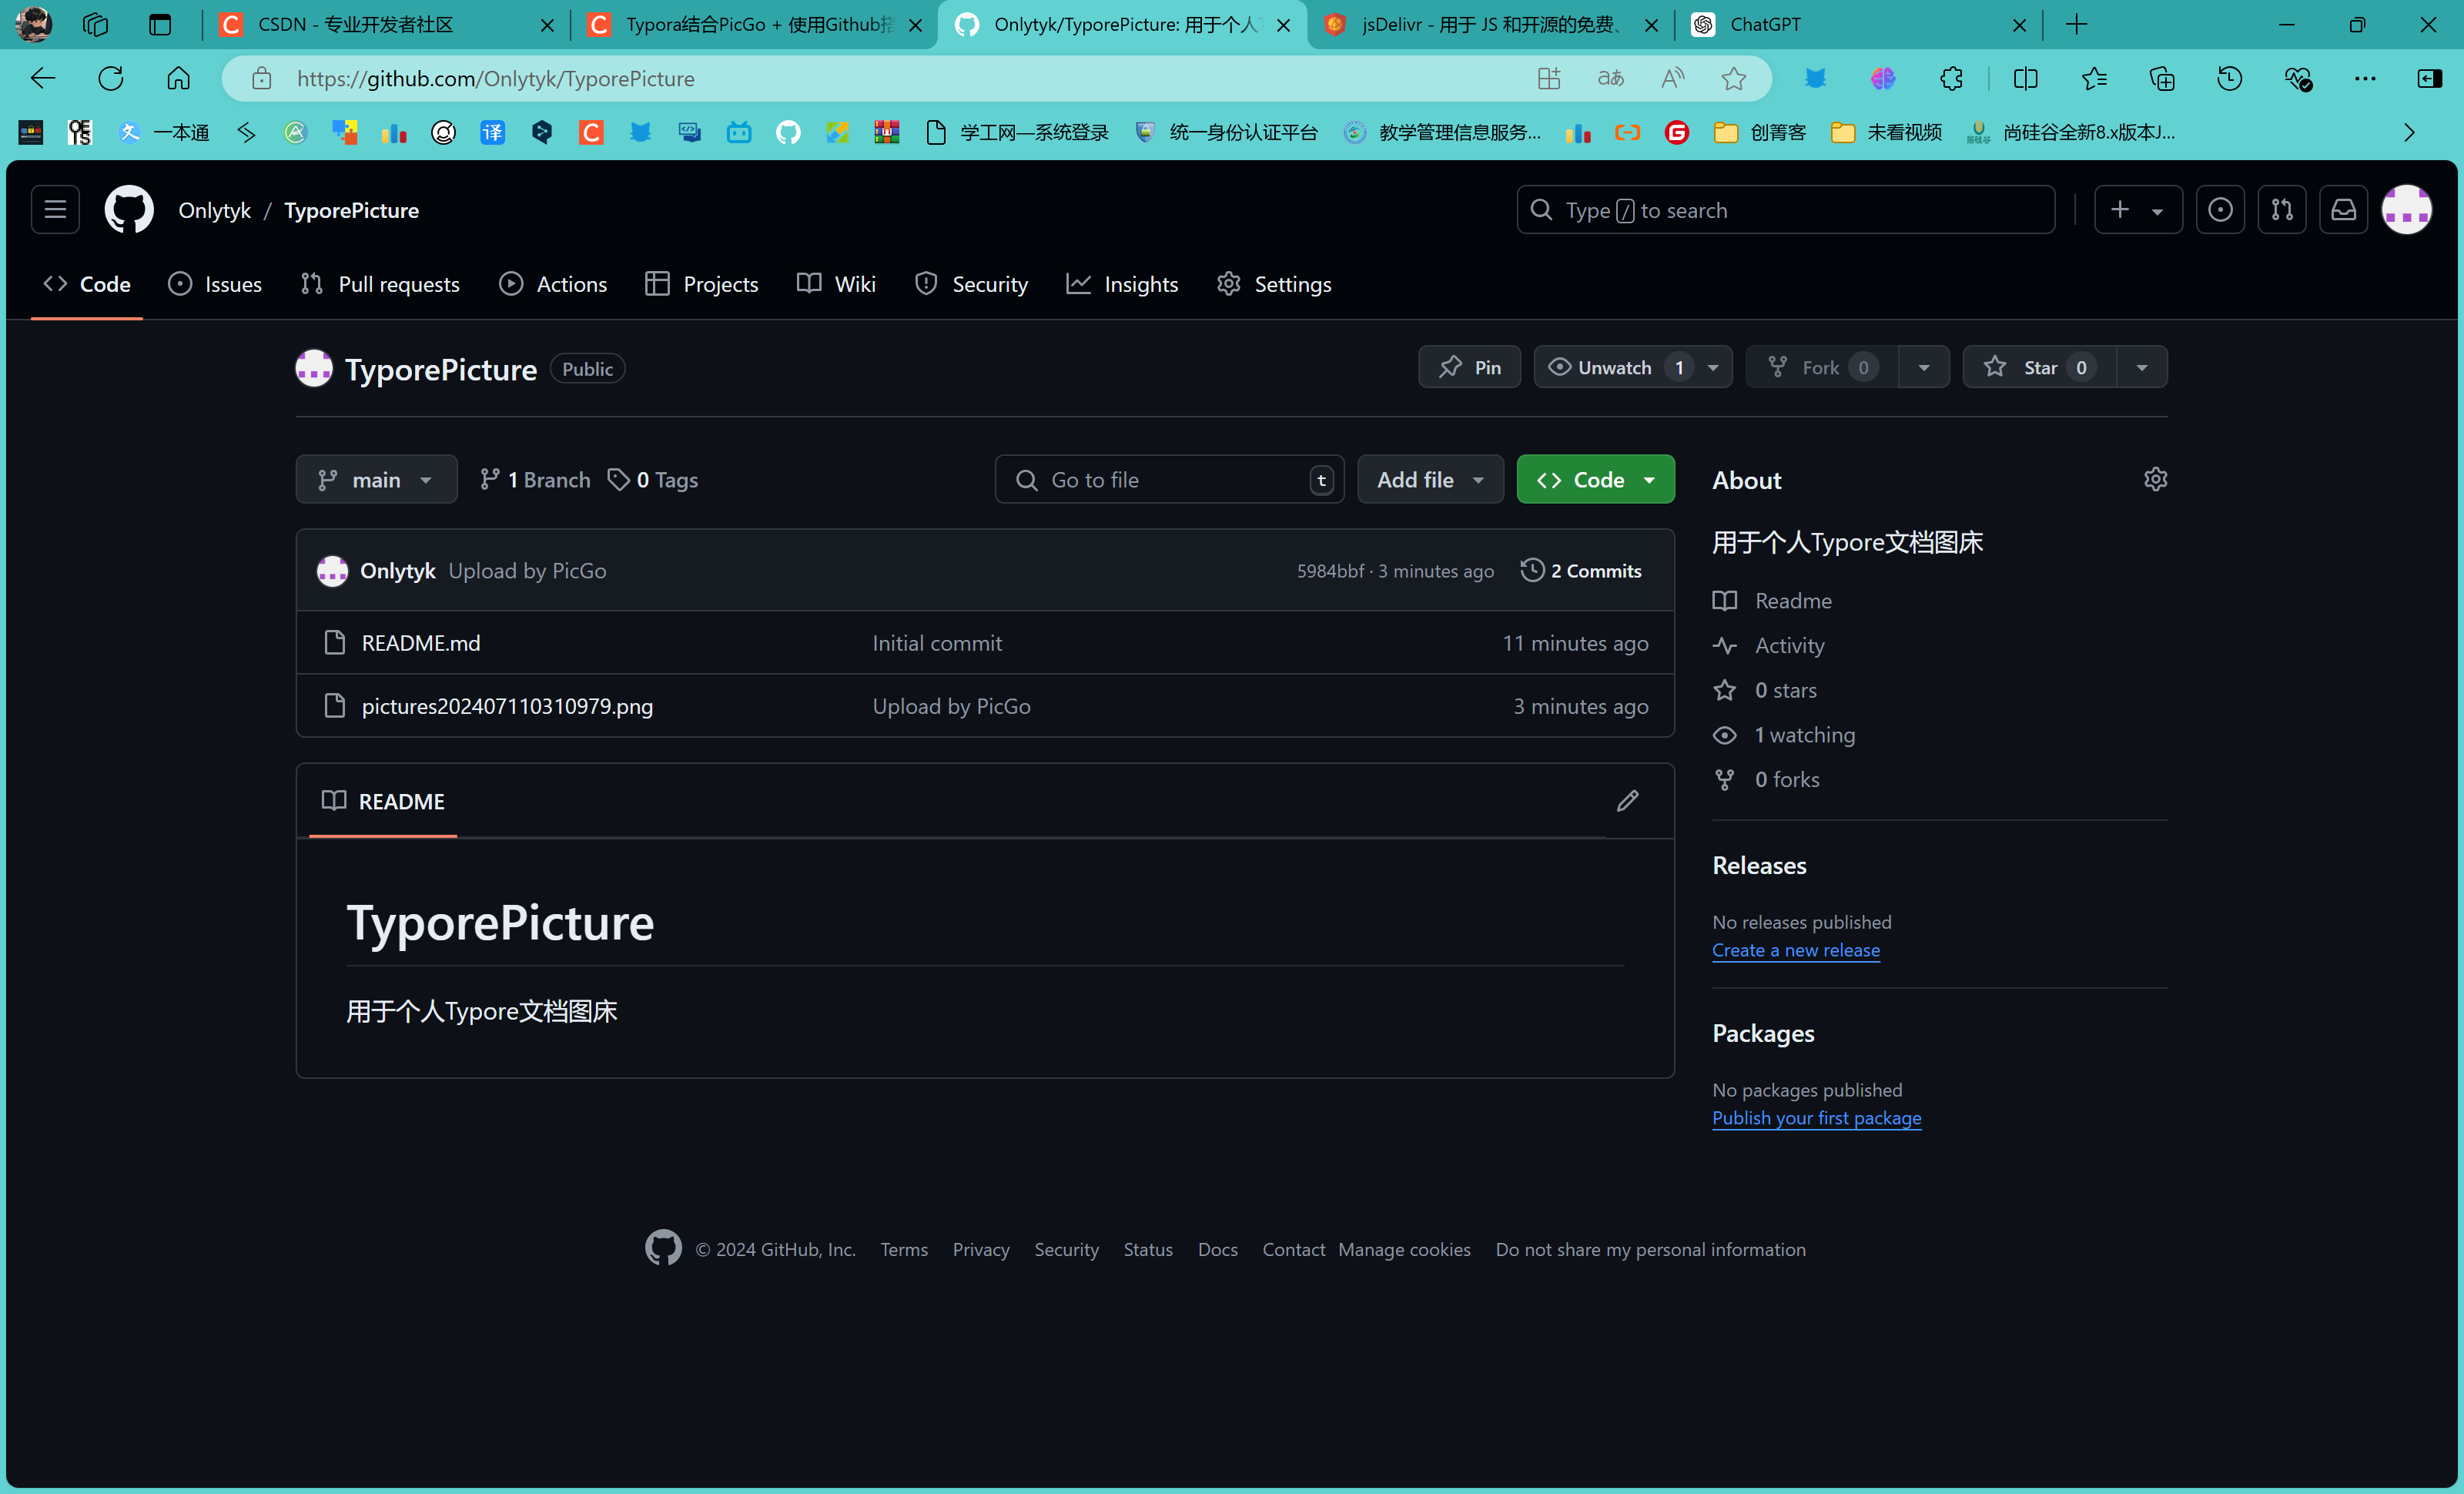 CSDN - 专业开发者社区
Typora结合PicGo + 使用Github搭
Onlytyk/TyporePicture: 用于个人T
jsDelivr - 用于 JS 和开源的免费、
ChatGPT
https://github.com/Onlytyk/TyporePicture
一本通
学工网—系统登录
统一身份认证平台
教学管理信息服务...
创箐客
未看视频
尚硅谷全新8.x版本J...
Onlytyk / TyporePicture
Type / to search
Code
Issues
Pull requests
Actions
Projects
Wiki
Security
Insights
Settings
TyporePicture
Public
Pin
Unwatch 1
Fork 0
Star 0
main
1 Branch
0 Tags
Go to file
t
Add file
Code
Onlytyk Upload by PicGo
5984bbf · 3 minutes ago
2 Commits
README.md
Initial commit
11 minutes ago
pictures202407110310979.png
Upload by PicGo
3 minutes ago
README
TyporePicture
用于个人Typore文档图床
About
用于个人Typore文档图床
Readme
Activity
0 stars
1 watching
0 forks
Releases
No releases published
Create a new release
Packages
No packages published
Publish your first package
© 2024 GitHub, Inc.
Terms
Privacy
Security
Status
Docs
Contact
Manage cookies
Do not share my personal information